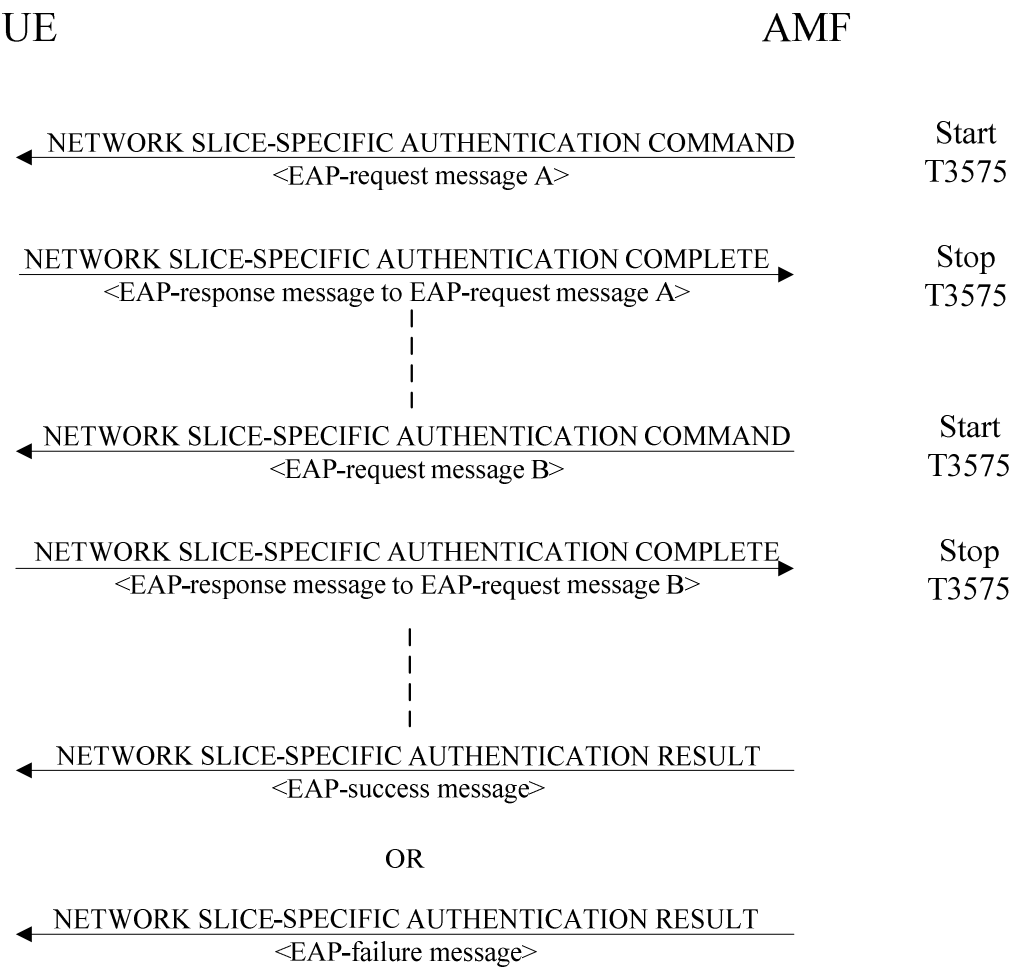 UE AMF
NETWORK SLICE-SPECIFIC AUTHENTICATION COMMAND
<EAP-request message A>
Start
T3575
NETWORK SLICE-SPECIFIC AUTHENTICATION COMPLETE
<EAP-response message to EAP-request message A>
Stop
T3575
NETWORK SLICE-SPECIFIC AUTHENTICATION COMMAND
<EAP-request message B>
Start
T3575
NETWORK SLICE-SPECIFIC AUTHENTICATION COMPLETE
<EAP-response message to EAP-request message B>
Stop
T3575
NETWORK SLICE-SPECIFIC AUTHENTICATION RESULT
<EAP-success message>
OR
NETWORK SLICE-SPECIFIC AUTHENTICATION RESULT
<EAP-failure message>